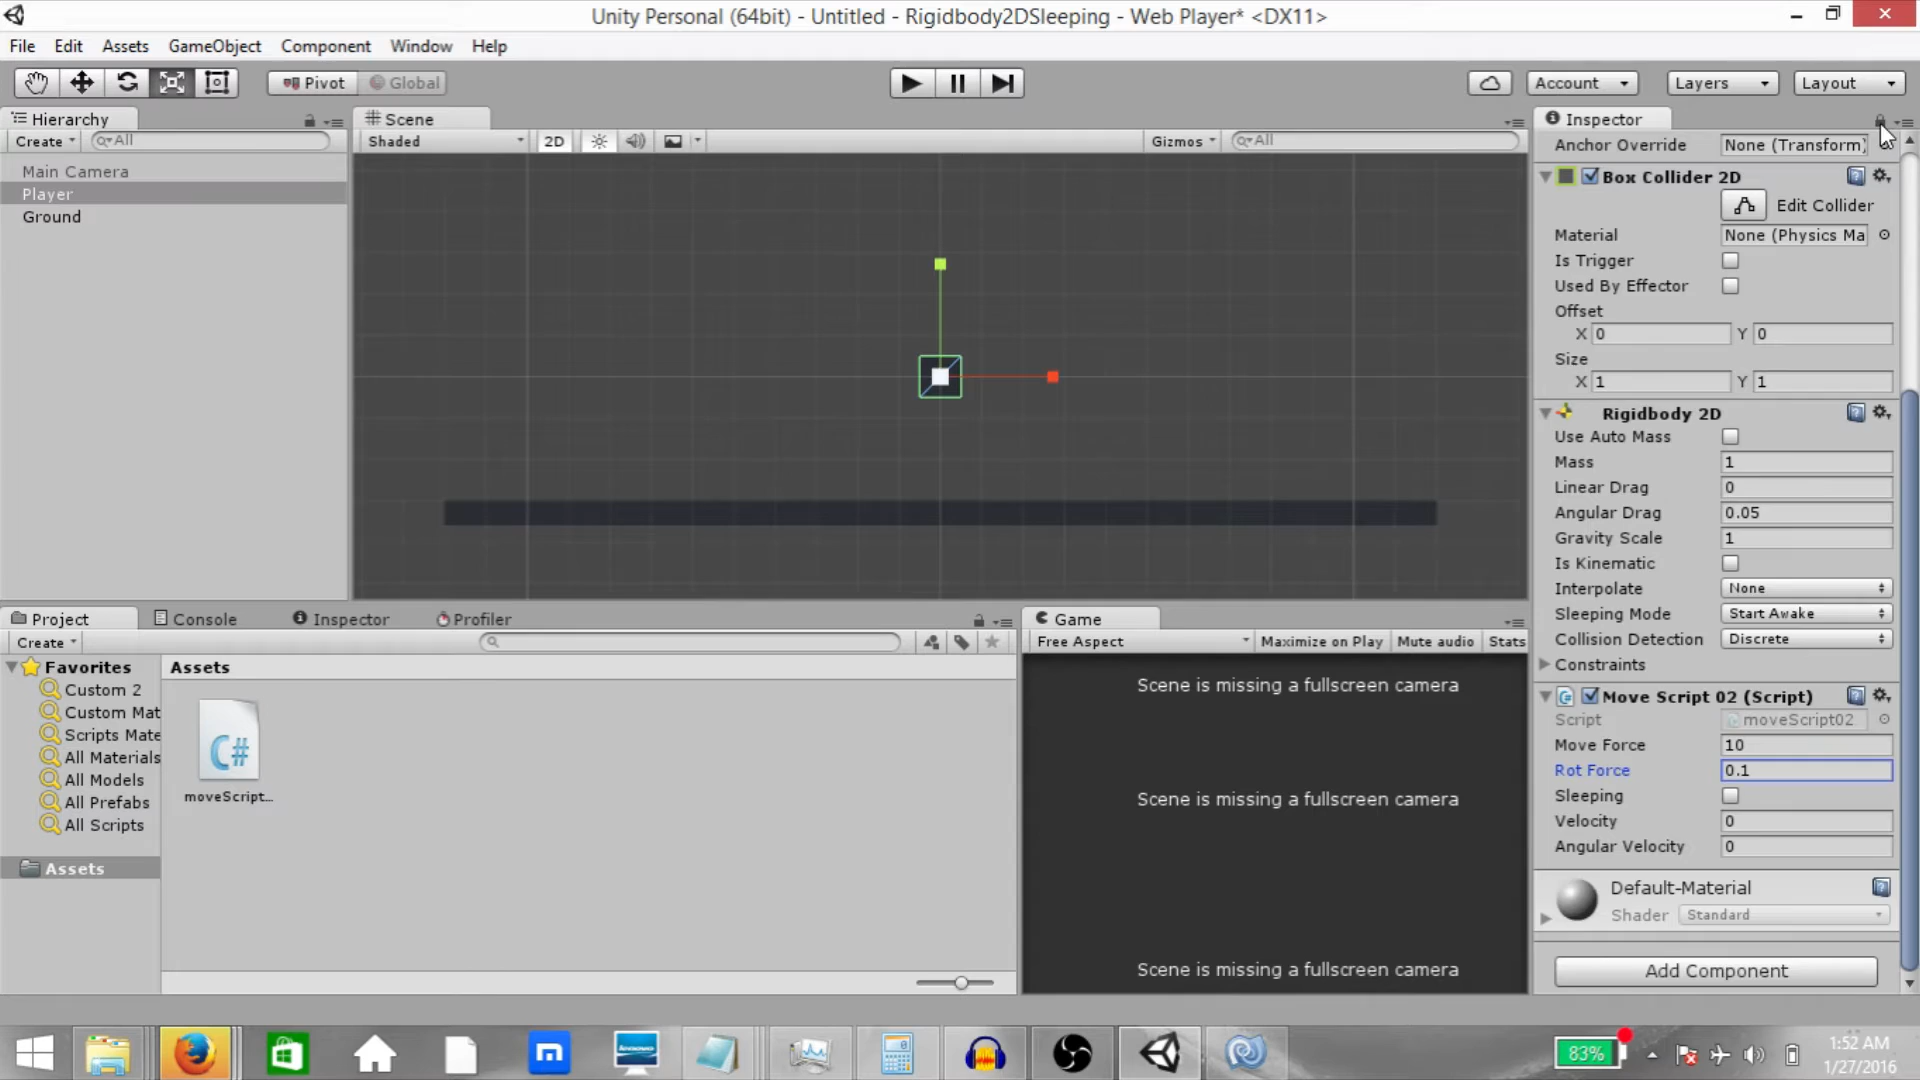 Unity Personal (64bit) - Untitled - Rigidbody2DSleeping - Web Player* <DX11>
File Edit Assets GameObject Component Window Help
Pivot Global Account Layers Layout
Hierarchy
Create All
Main Camera
Player
Ground
Scene
Shaded 2D Gizmos All
Inspector
Anchor Override None (Transform)
Box Collider 2D
Edit Collider
Material None (Physics Ma
Is Trigger
Used By Effector
Offset
X 0 Y 0
Size
X 1 Y 1
Rigidbody 2D
Use Auto Mass
Mass 1
Linear Drag 0
Angular Drag 0.05
Gravity Scale 1
Is Kinematic
Interpolate None
Sleeping Mode Start Awake
Collision Detection Discrete
Constraints
Move Script 02 (Script)
Script moveScript02
Move Force 10
Rot Force 0.1
Sleeping
Velocity 0
Angular Velocity 0
Default-Material
Shader Standard
Add Component
Project Console Inspector Profiler
Create
Favorites
Custom 2
Custom Mat
Scripts Mate
All Materials
All Models
All Prefabs
All Scripts
Assets
Assets
C#
moveScript...
Game
Free Aspect Maximize on Play Mute audio Stats
Scene is missing a fullscreen camera
Scene is missing a fullscreen camera
Scene is missing a fullscreen camera
83%
1:52 AM
1/27/2016